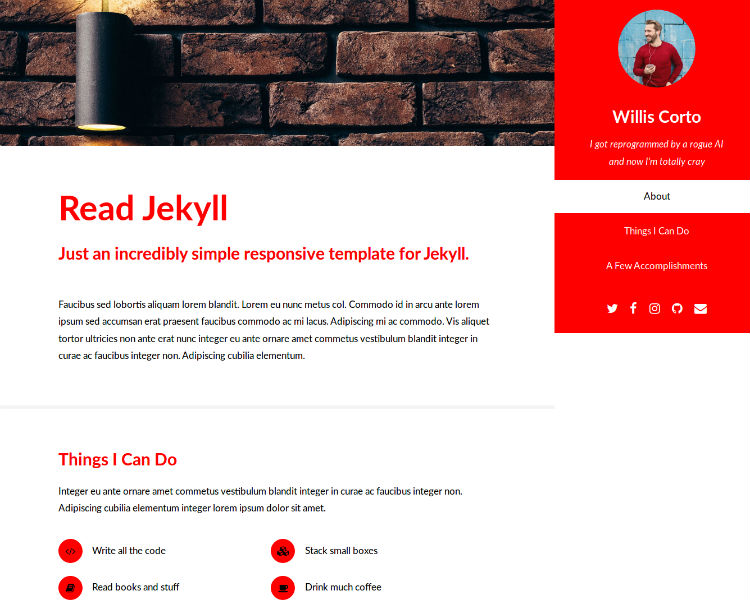 Read Jekyll
Just an incredibly simple responsive template for Jekyll.
Faucibus sed lobortis aliquam lorem blandit. Lorem eu nunc metus col. Commodo id in arcu ante lorem
ipsum sed accumsan erat praesent faucibus commodo ac mi lacus. Adipiscing mi ac commodo. Vis aliquet
tortor ultricies non ante erat nunc integer eu ante ornare amet commetus vestibulum blandit integer in
curae ac faucibus integer non. Adipiscing cubilia elementum.
Things I Can Do
Integer eu ante ornare amet commetus vestibulum blandit integer in curae ac faucibus integer non.
Adipiscing cubilia elementum integer lorem ipsum dolor sit amet.
Write all the code
Stack small boxes
Read books and stuff
Drink much coffee
Willis Corto
I got reprogrammed by a rogue AI
and now I'm totally cray
About
Things I Can Do
A Few Accomplishments